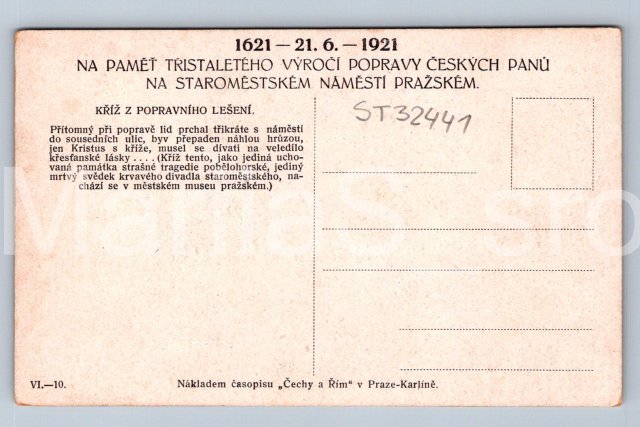 1621 — 21. 6. — 1921
NA PAMĚŤ TŘISTALETÉHO VÝROČÍ POPRAVY ČESKÝCH PANŮ
NA STAROMĚSTSKÉM NÁMĚSTÍ PRAŽSKÉM.
KŘÍŽ Z POPRAVNÍHO LEŠENÍ.
Přítomný při popravě lid prchal třikráte s náměstí
do sousedních ulic, byv přepaden náhlou hrůzou,
jen Kristus s kříže, musel se dívati na veledílo
křesťanské lásky . . . . (Kříž tento, jako jediná ucho-
vaná památka strašné tragedie pobělohorské, jediný
mrtvý svědek krvavého divadla staroměstského, na-
chází se v městském museu pražském.)
ST32441
VI.—10.
Nákladem časopisu „Čechy a Řím" v Praze-Karlíně.